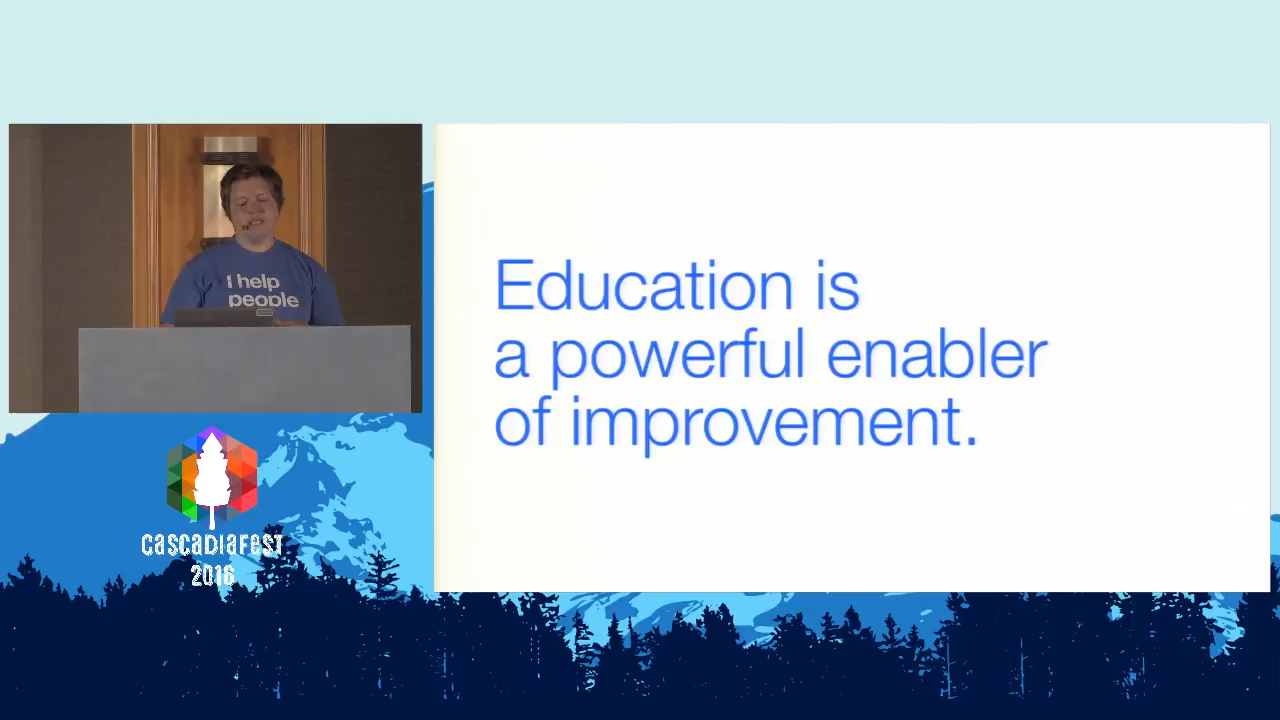 I help
people
CascadiaFest
2016
Education is
a powerful enabler
of improvement.